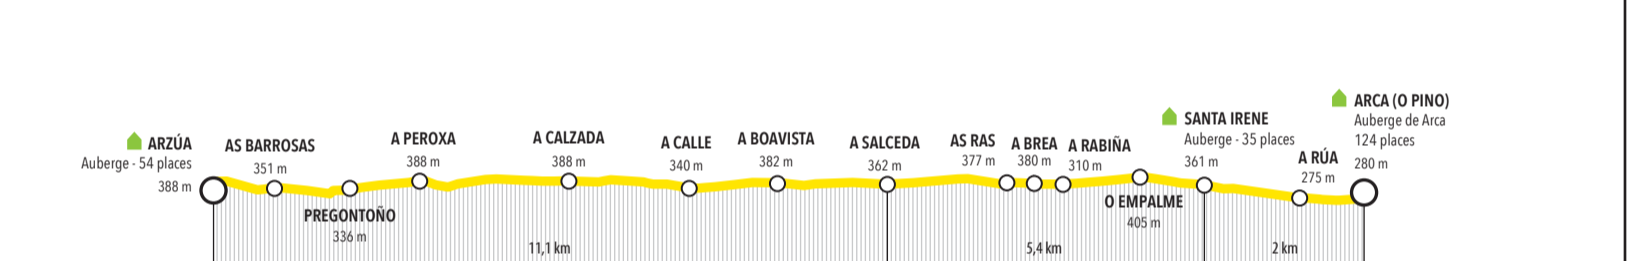 ARZÚA
Auberge - 54 places
388 m
AS BARROSAS
351 m
PREGONTOÑO
336 m
A PEROXA
388 m
A CALZADA
388 m
A CALLE
340 m
A BOAVISTA
382 m
A SALCEDA
362 m
AS RAS
377 m
A BREA
380 m
A RABIÑA
310 m
O EMPALME
405 m
SANTA IRENE
Auberge - 35 places
361 m
A RÚA
275 m
ARCA (O PINO)
Auberge de Arca
124 places
280 m
11,1 km
5,4 km
2 km